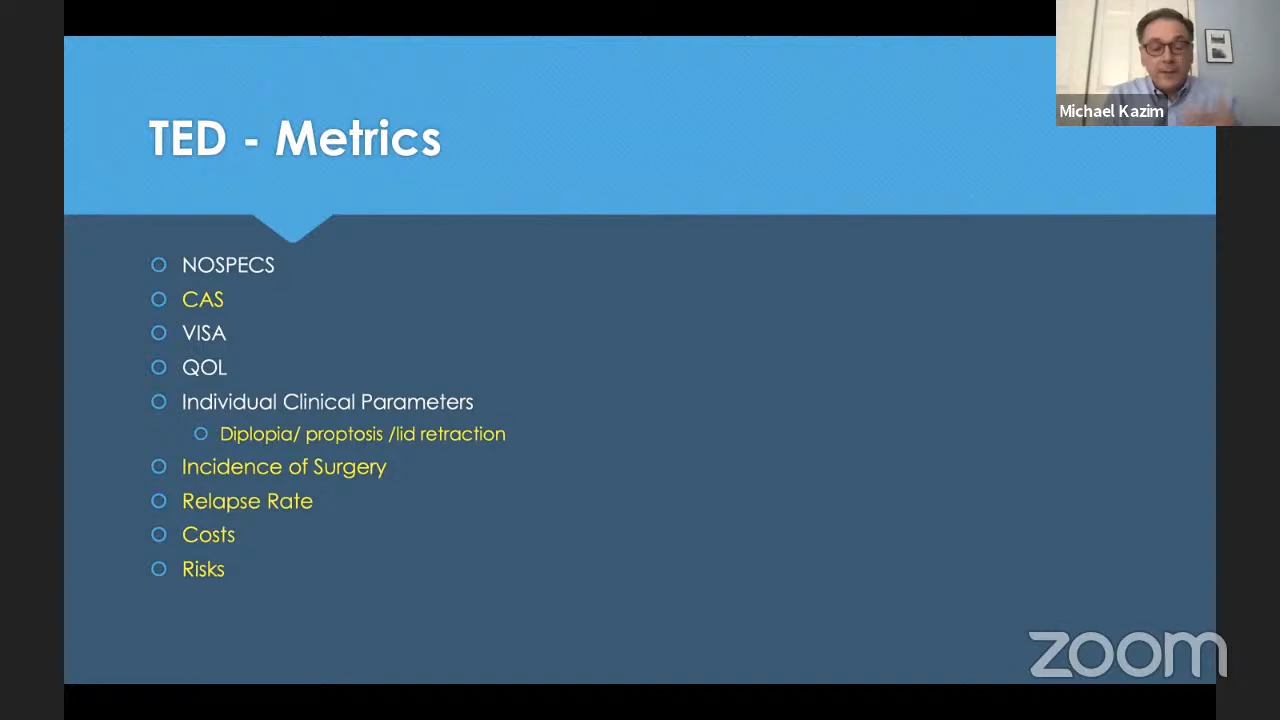 Michael Kazim
TED - Metrics
NOSPECS
CAS
VISA
QOL
Individual Clinical Parameters
Diplopia/ proptosis /lid retraction
Incidence of Surgery
Relapse Rate
Costs
Risks
zoom